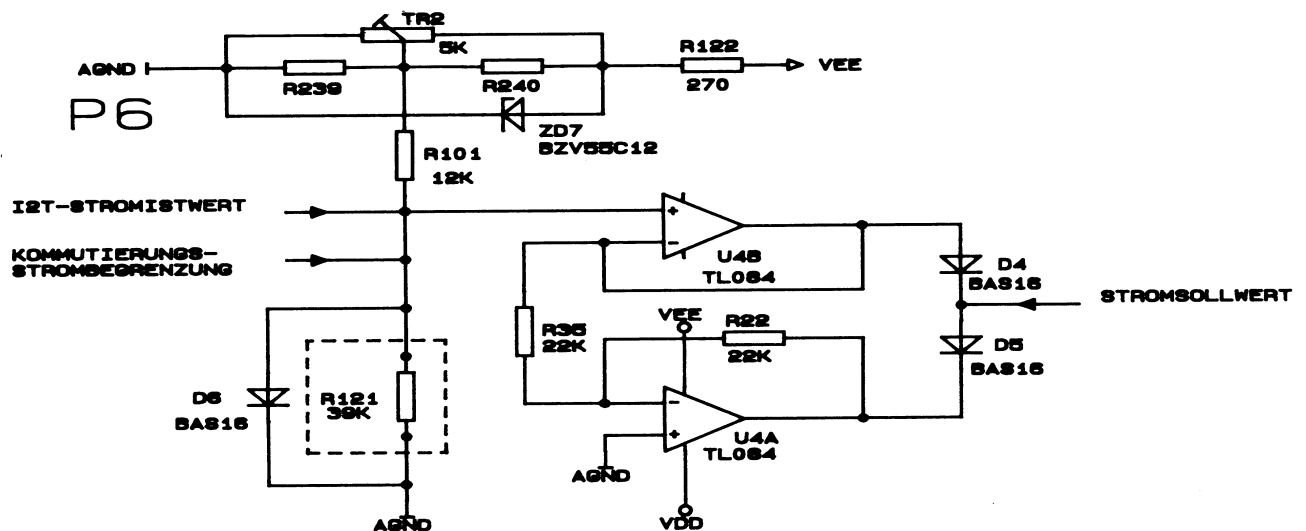 TR2
5K
R122
AGND
VEE
R239
R240
270
P6
ZD7
BZV55C12
R101
12K
I2T-STROMISTWERT
KOMMUTIERUNGS-
STROMBEGRENZUNG
U4B
TL084
D4
BAS16
STROMSOLLWERT
VEE
R22
R35
22K
22K
D5
BAS16
D6
BAS16
R121
39K
U4A
TL084
AGND
AGND
VDD